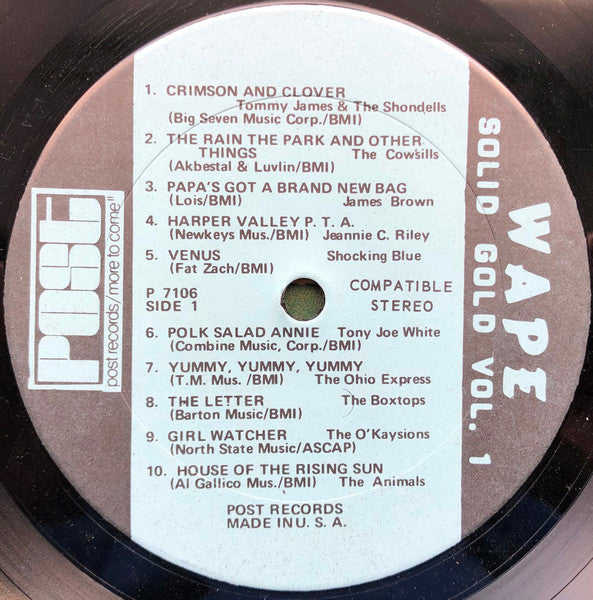 1. CRIMSON AND CLOVER
Tommy James & The Shondells
(Big Seven Music Corp./BMI)
2. THE RAIN THE PARK AND OTHER
THINGS The Cowsills
(Akbestal & Luvlin/BMI)
3. PAPA'S GOT A BRAND NEW BAG
(Lois/BMI) James Brown
4. HARPER VALLEY P. T. A.
(Newkeys Mus./BMI) Jeannie C. Riley
5. VENUS Shocking Blue
(Fat Zach/BMI)
P 7106
SIDE 1
COMPATIBLE
STEREO
6. POLK SALAD ANNIE Tony Joe White
(Combine Music, Corp./BMI)
7. YUMMY, YUMMY, YUMMY
(T.M. Mus. /BMI) The Ohio Express
8. THE LETTER The Boxtops
(Barton Music/BMI)
9. GIRL WATCHER The O'Kaysions
(North State Music/ASCAP)
10. HOUSE OF THE RISING SUN
(Al Gallico Mus./BMI) The Animals
POST RECORDS
MADE IN U. S. A.
POST
post records/more to come"
WAPE
SOLID GOLD VOL. 1